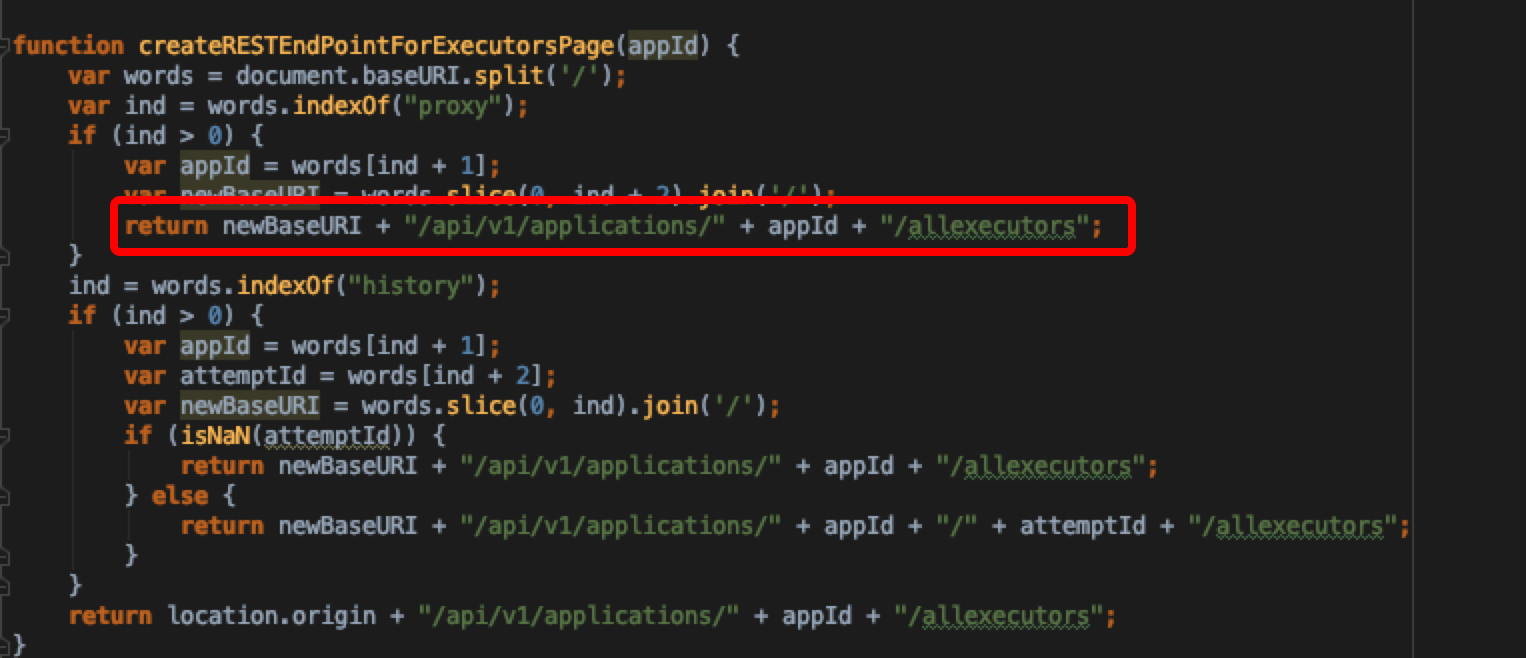 function createRESTEndPointForExecutorsPage(appId) {
    var words = document.baseURI.split('/');
    var ind = words.indexOf("proxy");
    if (ind > 0) {
        var appId = words[ind + 1];
        var newBaseURI = words.slice(0, ind + 2).join('/');
        return newBaseURI + "/api/v1/applications/" + appId + "/allexecutors";
    }
    ind = words.indexOf("history");
    if (ind > 0) {
        var appId = words[ind + 1];
        var attemptId = words[ind + 2];
        var newBaseURI = words.slice(0, ind).join('/');
        if (isNaN(attemptId)) {
            return newBaseURI + "/api/v1/applications/" + appId + "/allexecutors";
        } else {
            return newBaseURI + "/api/v1/applications/" + appId + "/" + attemptId + "/allexecutors";
        }
    }
    return location.origin + "/api/v1/applications/" + appId + "/allexecutors";
}